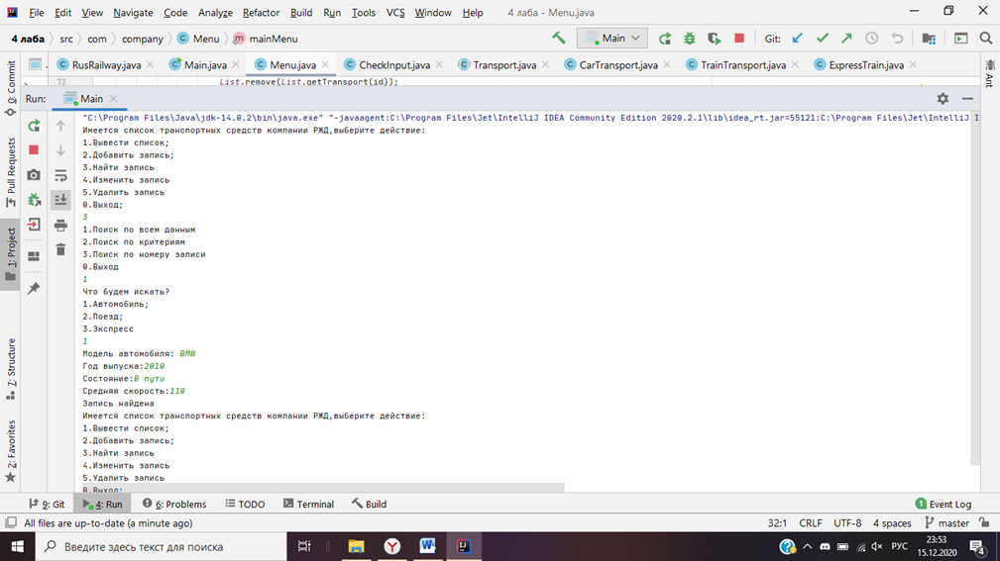 File Edit View Navigate Code Analyze Refactor Build Run Tools VCS Window Help 4 лаба - Menu.java
4 лаба src com company Menu mainMenu Main Git:
RusRailway.java Main.java Menu.java CheckInput.java Transport.java CarTransport.java TrainTransport.java ExpressTrain.java
73 List.remove(List.getTransport(id));
Run: Main
"C:\Program Files\Java\jdk-14.0.2\bin\java.exe" "-javaagent:C:\Program Files\Jet\IntelliJ IDEA Community Edition 2020.2.1\lib\idea_rt.jar=55121:C:\Program Files\Jet\IntelliJ I
Имеется список транспортных средств компании РЖД,выберите действие:
1.Вывести список;
2.Добавить запись;
3.Найти запись
4.Изменить запись
5.Удалить запись
0.Выход;
3
1.Поиск по всем данным
2.Поиск по критериям
3.Поиск по номеру записи
0.Выход
1
Что будем искать?
1.Автомобиль;
2.Поезд;
3.Экспресс
1
Модель автомобиля: BMW
Год выпуска:2010
Состояние:В пути
Средняя скорость:110
Запись найдена
Имеется список транспортных средств компании РЖД,выберите действие:
1.Вывести список;
2.Добавить запись;
3.Найти запись
4.Изменить запись
5.Удалить запись
0.Выход;
0: Commit
Pull Requests
1: Project
7: Structure
2: Favorites
Ant
9: Git 4: Run 6: Problems TODO Terminal Build 1 Event Log
All files are up-to-date (a minute ago) 32:1 CRLF UTF-8 4 spaces master
Введите здесь текст для поиска РУС 23:53
15.12.2020 4